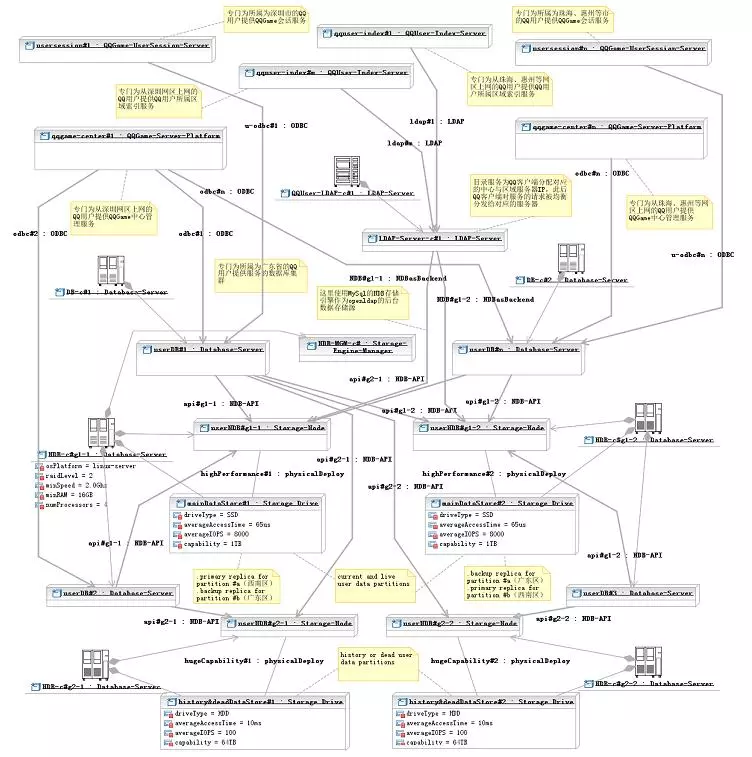 专门为所属为深圳市的QQ
用户提供QQGame会话服务
usersession#1 : QQGame-UserSession-Server
qquser-index#1 : QQUser-Index-Server
专门为所属为珠海、惠州等市
的QQ用户提供QQGame会话服务
usersession#n : QQGame-UserSession-Server
qquser-index#m : QQUser-Index-Server
专门为从深圳网区上网的
QQ用户提供QQ用户所属区
域索引服务
专门为从珠海、惠州等网
区上网的QQ用户提供QQ用
户所属区域索引服务
u-odbc#1 : ODBC
ldap#1 : LDAP
ldap#m : LDAP
qqgame-center#1 : QQGame-Server-Platform
qqgame-center#n : QQGame-Server-Platform
odbc#n : ODBC
odbc#n : ODBC
QQUser-LDAP-c#1 : LDAP-Server
目录服务为QQ客户端分配对应
的中心与区域服务器IP，此后
QQ客户端对服务的请求被均衡
分发给对应的服务器
专门为从深圳网区上网的
QQ用户提供QQGame中心管
理服务
专门为从珠海、惠州等网
区上网的QQ用户提供
QQGame中心管理服务
odbc#2 : ODBC
odbc#1 : ODBC
LDAP-Server-c#1 : LDAP-Server
u-odbc#n : ODBC
专门为所属为广东省的QQ
用户提供服务的数据库集
群
NDB#g1-1 : NDBasBackend
NDB#g1-2 : NDBasBackend
DB-c#1 : Database-Server
DB-c#2 : Database-Server
这里使用MySql的NDB存储
引擎作为openldap的后台
数据存储源
userDB#1 : Database-Server
NDB-MGM-c# : Storage-
Engine-Manager
userDB#n : Database-Server
api#g2-1 : NDB-API
api#g1-1 : NDB-API
api#g1-2 : NDB-API
api#g1-2 : NDB-API
userNDB#g1-1 : Storage-Node
userNDB#g1-2 : Storage-Node
NDB-c#g1-1 : Database-Server
NDB-c#g1-2 : Database-Server
osPlatform = linux-server
raidLevel = 2
minSpeed = 2.0Ghz
minRAM = 16GB
numProcessors = 4
api#g2-1 : NDB-API
highPerformance#1 : physicalDeploy
highPerformance#2 : physicalDeploy
api#g2-2 : NDB-API
mainDataStore#1 : Storage Drive
driveType = SSD
averageAccessTime = 65us
averageIOPS = 8000
capability = 1TB
mainDataStore#2 : Storage Drive
driveType = SSD
averageAccessTime = 65us
averageIOPS = 8000
capability = 1TB
api#g1-1 : NDB-API
api#g1-2 : NDB-API
.primary replica for
partition #a（西南区）
.backup replica for
partition #b（广东区）
current and live
user data partitions
.backup replica for
partition #a（广东区）
.primary replica for
partition #b（西南区）
userDB#2 : Database-Server
userDB#3 : Database-Server
api#g2-1 : NDB-API
api#g2-2 : NDB-API
userNDB#g2-1 : Storage-Node
userNDB#g2-2 : Storage-Node
history or dead user
data partitions
hugeCapability#1 : physicalDeploy
hugeCapability#2 : physicalDeploy
NDB-c#g2-1 : Database-Server
NDB-c#g2-2 : Database-Server
history&deadDataStore#1 : Storage Drive
driveType = HDD
averageAccessTime = 10ms
averageIOPS = 100
capability = 64TB
history&deadDataStore#2 : Storage Drive
driveType = HDD
averageAccessTime = 10ms
averageIOPS = 100
capability = 64TB